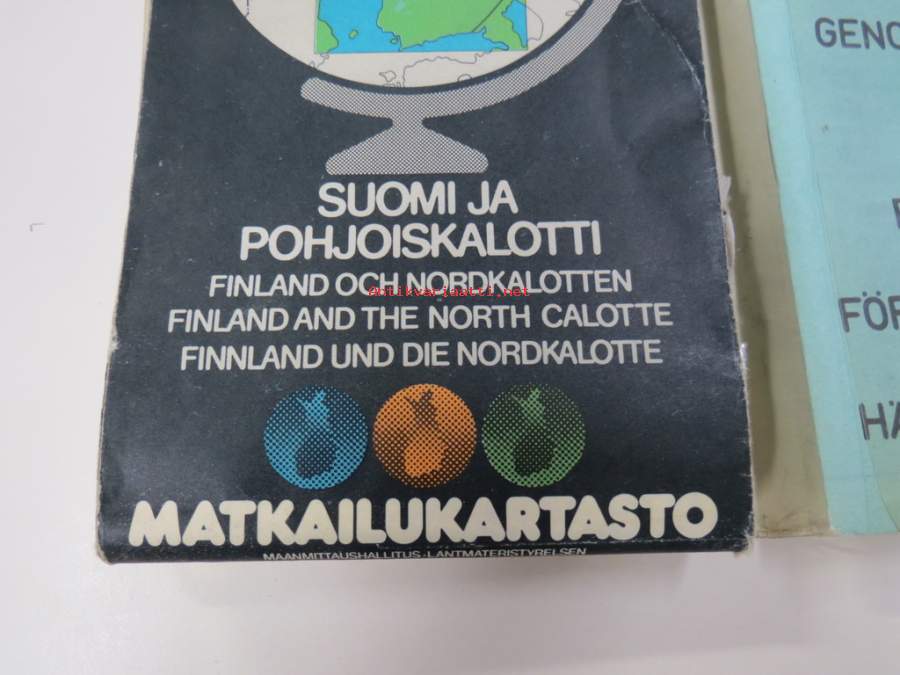 SUOMI JA
POHJOISKALOTTI
FINLAND OCH NORDKALOTTEN
Antikvariaatti.net
FINLAND AND THE NORTH CALOTTE
FINNLAND UND DIE NORDKALOTTE
MATKAILUKARTASTO
MAANMITTAUSHALLITUS · LANTMÄTERISTYRELSEN
GENO
FÖR
HÄ